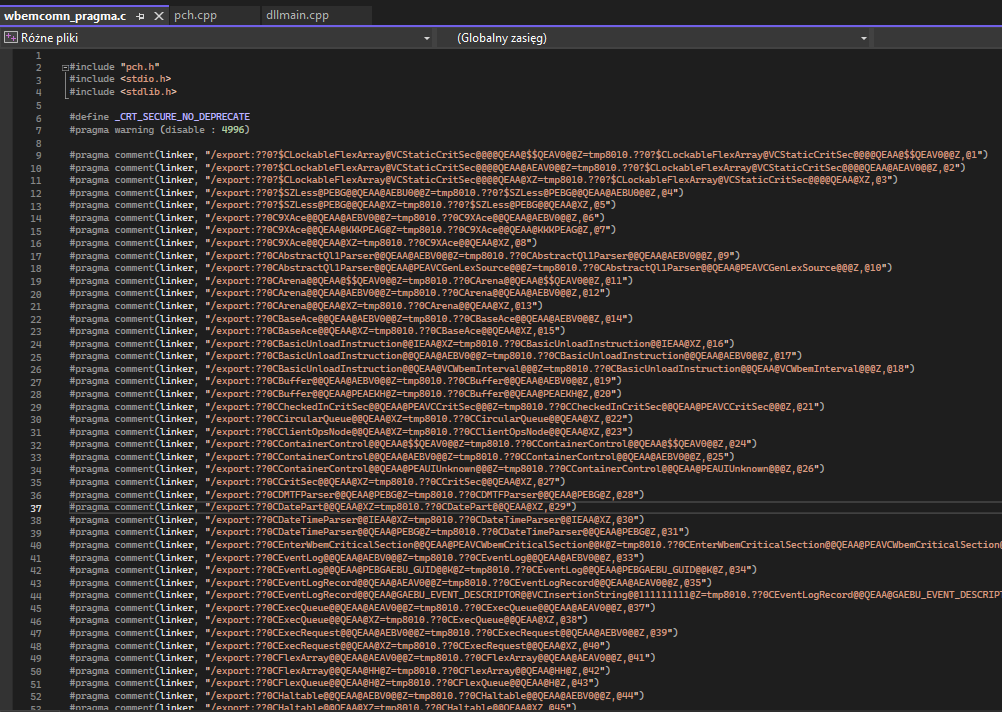 wbemcomn_pragma.c
pch.cpp
dllmain.cpp
Różne pliki
(Globalny zasięg)
1
2 #include "pch.h"
3 #include <stdio.h>
4 #include <stdlib.h>
5
6 #define _CRT_SECURE_NO_DEPRECATE
7 #pragma warning (disable : 4996)
8
9 #pragma comment(linker, "/export:??0?$CLockableFlexArray@VCStaticCritSec@@@@QEAA@$$QEAV0@@Z=tmp8010.??0?$CLockableFlexArray@VCStaticCritSec@@@@QEAA@$$QEAV0@@Z,@1")
10 #pragma comment(linker, "/export:??0?$CLockableFlexArray@VCStaticCritSec@@@@QEAA@AEAV0@@Z=tmp8010.??0?$CLockableFlexArray@VCStaticCritSec@@@@QEAA@AEAV0@@Z,@2")
11 #pragma comment(linker, "/export:??0?$CLockableFlexArray@VCStaticCritSec@@@@QEAA@XZ=tmp8010.??0?$CLockableFlexArray@VCStaticCritSec@@@@QEAA@XZ,@3")
12 #pragma comment(linker, "/export:??0?$SZLess@PEBG@@QEAA@AEBU0@@Z=tmp8010.??0?$SZLess@PEBG@@QEAA@AEBU0@@Z,@4")
13 #pragma comment(linker, "/export:??0?$SZLess@PEBG@@QEAA@XZ=tmp8010.??0?$SZLess@PEBG@@QEAA@XZ,@5")
14 #pragma comment(linker, "/export:??0C9XAce@@QEAA@AEBV0@@Z=tmp8010.??0C9XAce@@QEAA@AEBV0@@Z,@6")
15 #pragma comment(linker, "/export:??0C9XAce@@QEAA@KKKPEAG@Z=tmp8010.??0C9XAce@@QEAA@KKKPEAG@Z,@7")
16 #pragma comment(linker, "/export:??0C9XAce@@QEAA@XZ=tmp8010.??0C9XAce@@QEAA@XZ,@8")
17 #pragma comment(linker, "/export:??0CAbstractQl1Parser@@QEAA@AEBV0@@Z=tmp8010.??0CAbstractQl1Parser@@QEAA@AEBV0@@Z,@9")
18 #pragma comment(linker, "/export:??0CAbstractQl1Parser@@QEAA@PEAVCGenLexSource@@@Z=tmp8010.??0CAbstractQl1Parser@@QEAA@PEAVCGenLexSource@@@Z,@10")
19 #pragma comment(linker, "/export:??0CArena@@QEAA@$$QEAV0@@Z=tmp8010.??0CArena@@QEAA@$$QEAV0@@Z,@11")
20 #pragma comment(linker, "/export:??0CArena@@QEAA@AEBV0@@Z=tmp8010.??0CArena@@QEAA@AEBV0@@Z,@12")
21 #pragma comment(linker, "/export:??0CArena@@QEAA@XZ=tmp8010.??0CArena@@QEAA@XZ,@13")
22 #pragma comment(linker, "/export:??0CBaseAce@@QEAA@AEBV0@@Z=tmp8010.??0CBaseAce@@QEAA@AEBV0@@Z,@14")
23 #pragma comment(linker, "/export:??0CBaseAce@@QEAA@XZ=tmp8010.??0CBaseAce@@QEAA@XZ,@15")
24 #pragma comment(linker, "/export:??0CBasicUnloadInstruction@@IEAA@XZ=tmp8010.??0CBasicUnloadInstruction@@IEAA@XZ,@16")
25 #pragma comment(linker, "/export:??0CBasicUnloadInstruction@@QEAA@AEBV0@@Z=tmp8010.??0CBasicUnloadInstruction@@QEAA@AEBV0@@Z,@17")
26 #pragma comment(linker, "/export:??0CBasicUnloadInstruction@@QEAA@VCWbemInterval@@@Z=tmp8010.??0CBasicUnloadInstruction@@QEAA@VCWbemInterval@@@Z,@18")
27 #pragma comment(linker, "/export:??0CBuffer@@QEAA@AEBV0@@Z=tmp8010.??0CBuffer@@QEAA@AEBV0@@Z,@19")
28 #pragma comment(linker, "/export:??0CBuffer@@QEAA@PEAEKH@Z=tmp8010.??0CBuffer@@QEAA@PEAEKH@Z,@20")
29 #pragma comment(linker, "/export:??0CCheckedInCritSec@@QEAA@PEAVCCritSec@@@Z=tmp8010.??0CCheckedInCritSec@@QEAA@PEAVCCritSec@@@Z,@21")
30 #pragma comment(linker, "/export:??0CCircularQueue@@QEAA@XZ=tmp8010.??0CCircularQueue@@QEAA@XZ,@22")
31 #pragma comment(linker, "/export:??0CClientOpsNode@@QEAA@XZ=tmp8010.??0CClientOpsNode@@QEAA@XZ,@23")
32 #pragma comment(linker, "/export:??0CContainerControl@@QEAA@$$QEAV0@@Z=tmp8010.??0CContainerControl@@QEAA@$$QEAV0@@Z,@24")
33 #pragma comment(linker, "/export:??0CContainerControl@@QEAA@AEBV0@@Z=tmp8010.??0CContainerControl@@QEAA@AEBV0@@Z,@25")
34 #pragma comment(linker, "/export:??0CContainerControl@@QEAA@PEAUIUnknown@@@Z=tmp8010.??0CContainerControl@@QEAA@PEAUIUnknown@@@Z,@26")
35 #pragma comment(linker, "/export:??0CCritSec@@QEAA@XZ=tmp8010.??0CCritSec@@QEAA@XZ,@27")
36 #pragma comment(linker, "/export:??0CDMTFParser@@QEAA@PEBG@Z=tmp8010.??0CDMTFParser@@QEAA@PEBG@Z,@28")
37 #pragma comment(linker, "/export:??0CDatePart@@QEAA@XZ=tmp8010.??0CDatePart@@QEAA@XZ,@29")
38 #pragma comment(linker, "/export:??0CDateTimeParser@@IEAA@XZ=tmp8010.??0CDateTimeParser@@IEAA@XZ,@30")
39 #pragma comment(linker, "/export:??0CDateTimeParser@@QEAA@PEBG@Z=tmp8010.??0CDateTimeParser@@QEAA@PEBG@Z,@31")
40 #pragma comment(linker, "/export:??0CEnterWbemCriticalSection@@QEAA@PEAVCWbemCriticalSection@@K@Z=tmp8010.??0CEnterWbemCriticalSection@@QEAA@PEAVCWbemCriticalSection@
41 #pragma comment(linker, "/export:??0CEventLog@@QEAA@AEBV0@@Z=tmp8010.??0CEventLog@@QEAA@AEBV0@@Z,@33")
42 #pragma comment(linker, "/export:??0CEventLog@@QEAA@PEBGAEBU_GUID@@K@Z=tmp8010.??0CEventLog@@QEAA@PEBGAEBU_GUID@@K@Z,@34")
43 #pragma comment(linker, "/export:??0CEventLogRecord@@QEAA@AEAV0@@Z=tmp8010.??0CEventLogRecord@@QEAA@AEAV0@@Z,@35")
44 #pragma comment(linker, "/export:??0CEventLogRecord@@QEAA@GAEBU_EVENT_DESCRIPTOR@@VCInsertionString@@111111111@Z=tmp8010.??0CEventLogRecord@@QEAA@GAEBU_EVENT_DESCRIPT
45 #pragma comment(linker, "/export:??0CExecQueue@@QEAA@AEAV0@@Z=tmp8010.??0CExecQueue@@QEAA@AEAV0@@Z,@37")
46 #pragma comment(linker, "/export:??0CExecQueue@@QEAA@XZ=tmp8010.??0CExecQueue@@QEAA@XZ,@38")
47 #pragma comment(linker, "/export:??0CExecRequest@@QEAA@AEBV0@@Z=tmp8010.??0CExecRequest@@QEAA@AEBV0@@Z,@39")
48 #pragma comment(linker, "/export:??0CExecRequest@@QEAA@XZ=tmp8010.??0CExecRequest@@QEAA@XZ,@40")
49 #pragma comment(linker, "/export:??0CFlexArray@@QEAA@AEAV0@@Z=tmp8010.??0CFlexArray@@QEAA@AEAV0@@Z,@41")
50 #pragma comment(linker, "/export:??0CFlexArray@@QEAA@HH@Z=tmp8010.??0CFlexArray@@QEAA@HH@Z,@42")
51 #pragma comment(linker, "/export:??0CFlexQueue@@QEAA@H@Z=tmp8010.??0CFlexQueue@@QEAA@H@Z,@43")
52 #pragma comment(linker, "/export:??0CHaltable@@QEAA@AEBV0@@Z=tmp8010.??0CHaltable@@QEAA@AEBV0@@Z,@44")
53 #pragma comment(linker, "/export:??0CHaltable@@QEAA@XZ=tmp8010.??0CHaltable@@QEAA@XZ,@45")